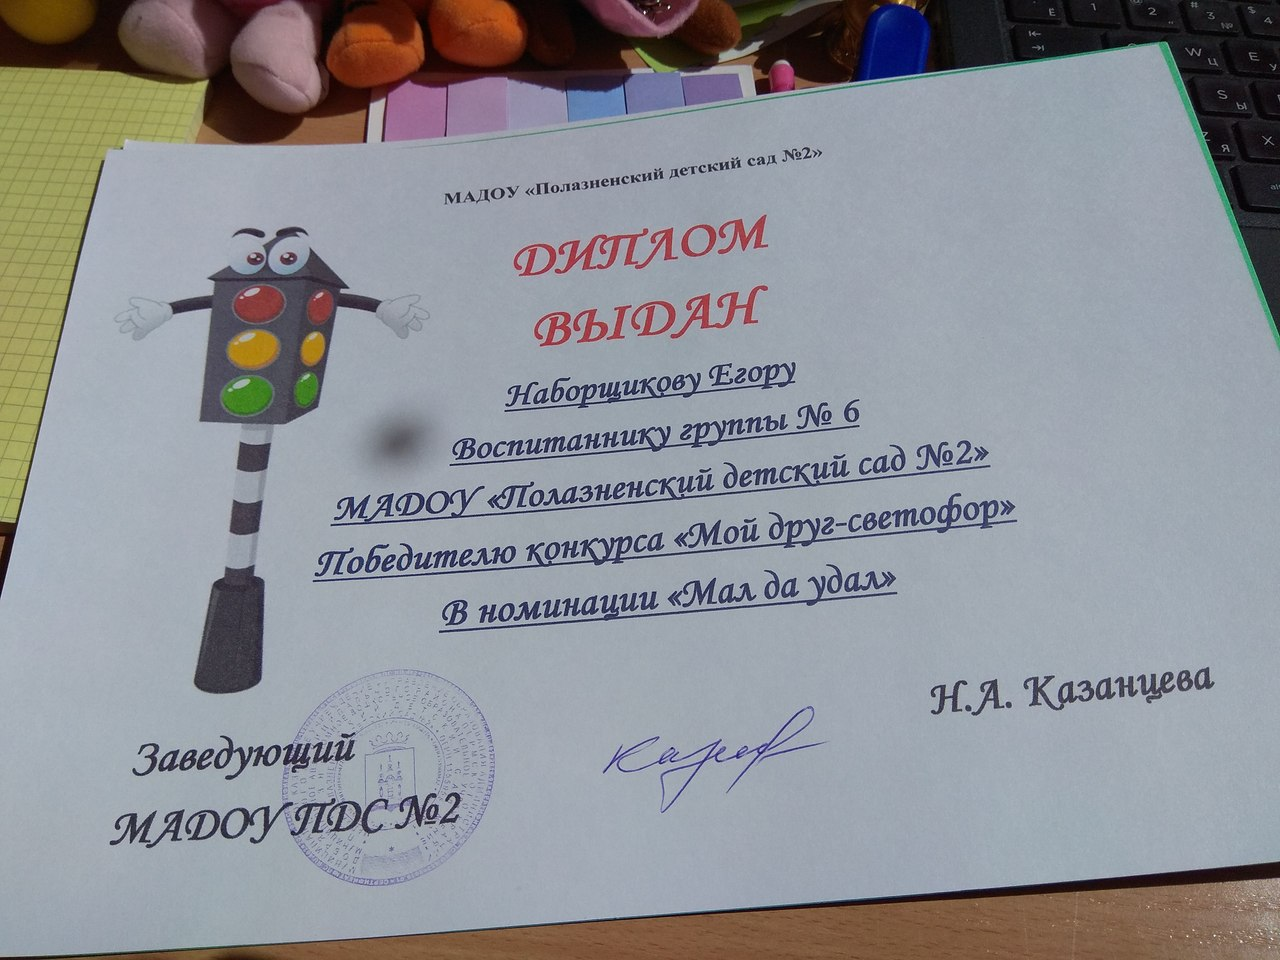 МАДОУ «Полазненский детский сад №2»
ДИПЛОМ
ВЫДАН
Наборщикову Егору
Воспитаннику группы № 6
МАДОУ «Полазненский детский сад №2»
Победителю конкурса «Мой друг-светофор»
В номинации «Мал да удал»
Н.А. Казанцева
Заведующий
МАДОУ ПДС №2